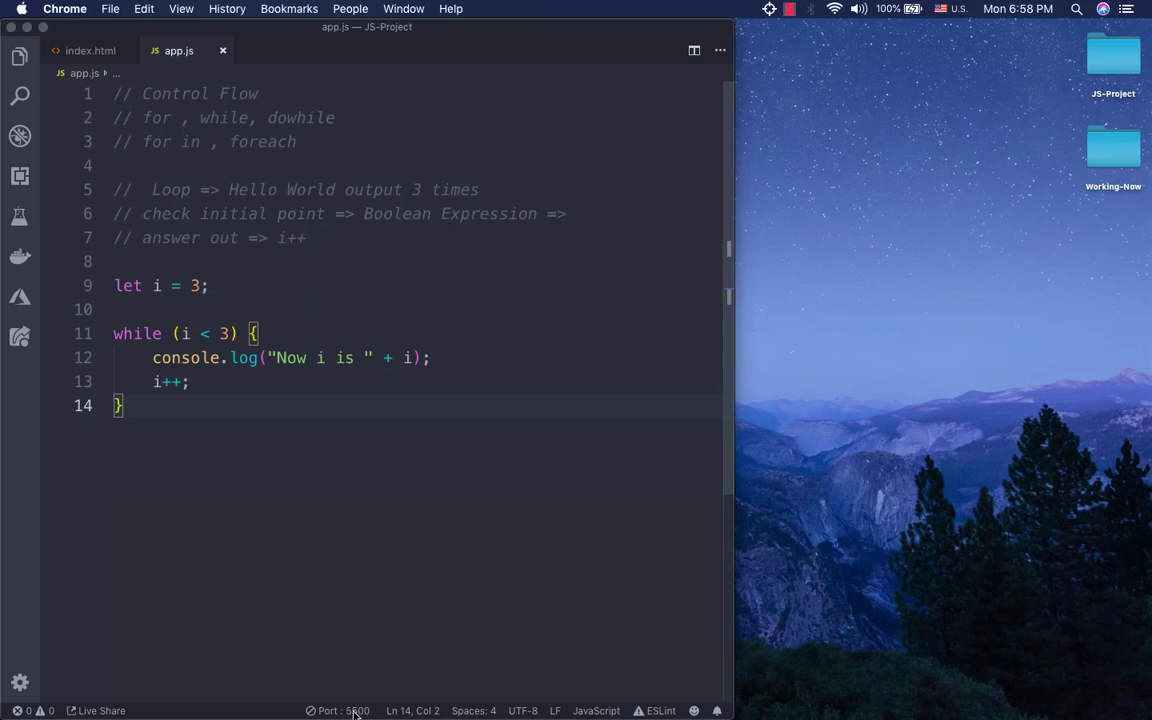 Chrome File Edit View History Bookmarks People Window Help
100% U.S. Mon 6:58 PM
app.js — JS-Project
index.html JS app.js
JS app.js ...
1 // Control Flow
2 // for , while, dowhile
3 // for in , foreach
4
5 //  Loop => Hello World output 3 times
6 // check initial point => Boolean Expression =>
7 // answer out => i++
8
9 let i = 3;
10
11 while (i < 3) {
12     console.log("Now i is " + i);
13     i++;
14 }
0 0 Live Share Port : 5500 Ln 14, Col 2 Spaces: 4 UTF-8 LF JavaScript ESLint
JS-Project
Working-Now